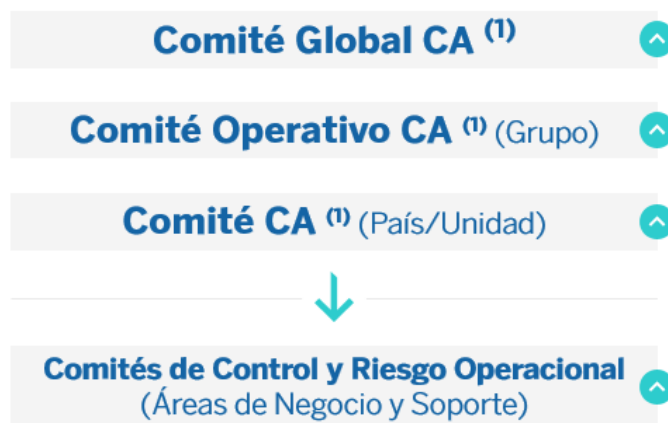 Comité Global CA (1)
Comité Operativo CA (1) (Grupo)
Comité CA (1) (País/Unidad)
Comités de Control y Riesgo Operacional
(Áreas de Negocio y Soporte)